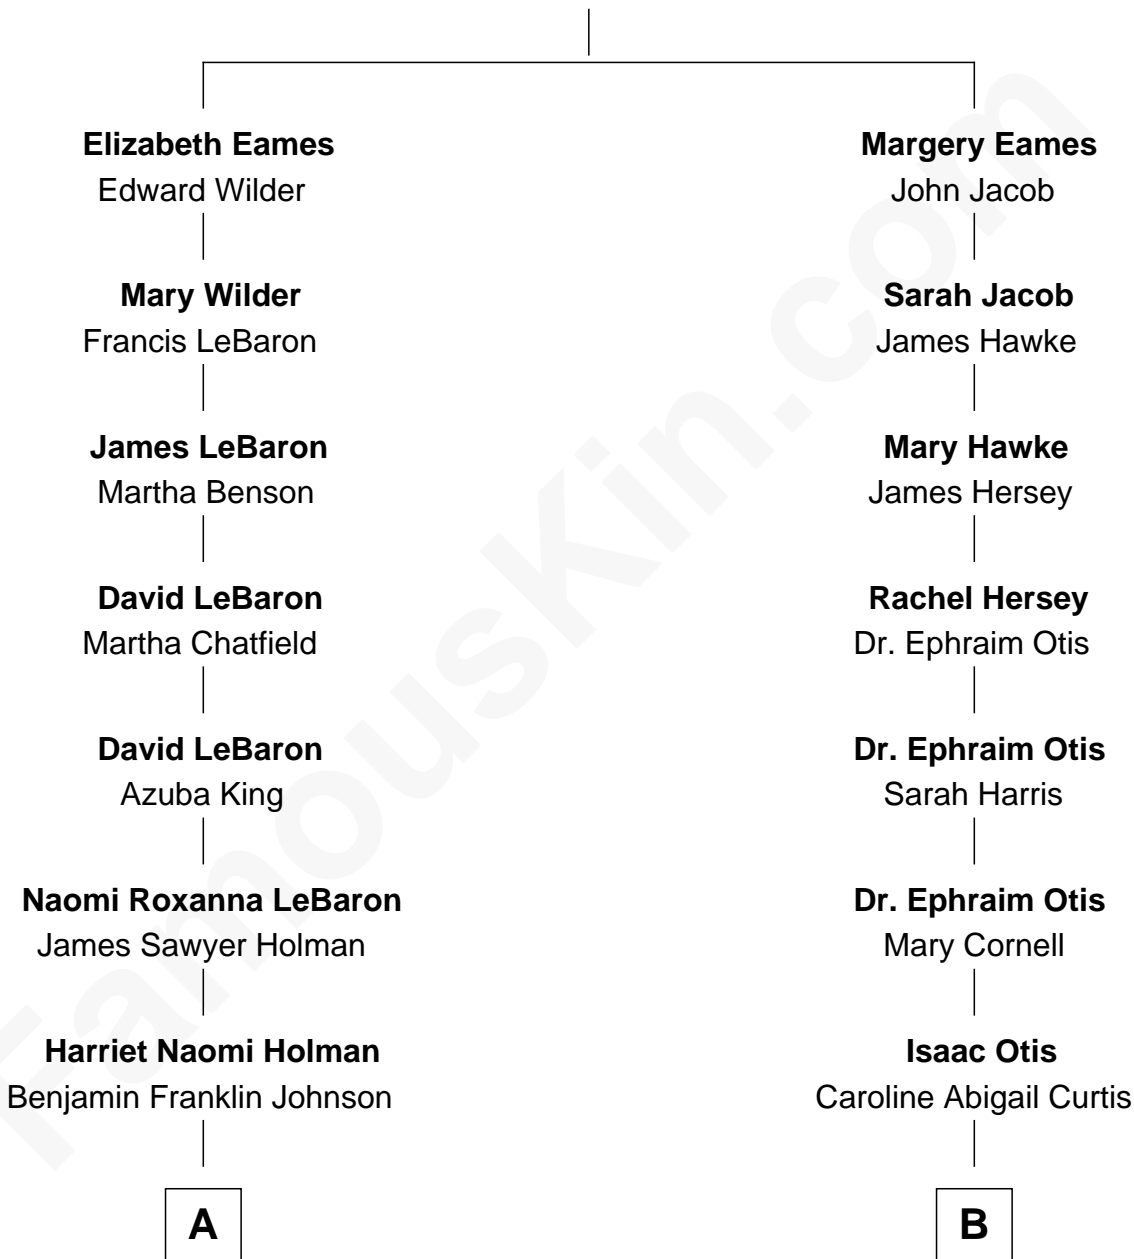 Elizabeth Eames
Edward Wilder
Mary Wilder
Francis LeBaron
James LeBaron
Martha Benson
David LeBaron
Martha Chatfield
David LeBaron
Azuba King
Naomi Roxanna LeBaron
James Sawyer Holman
Harriet Naomi Holman
Benjamin Franklin Johnson
A
Margery Eames
John Jacob
Sarah Jacob
James Hawke
Mary Hawke
James Hersey
Rachel Hersey
Dr. Ephraim Otis
Dr. Ephraim Otis
Sarah Harris
Dr. Ephraim Otis
Mary Cornell
Isaac Otis
Caroline Abigail Curtis
B
FamousKin.com